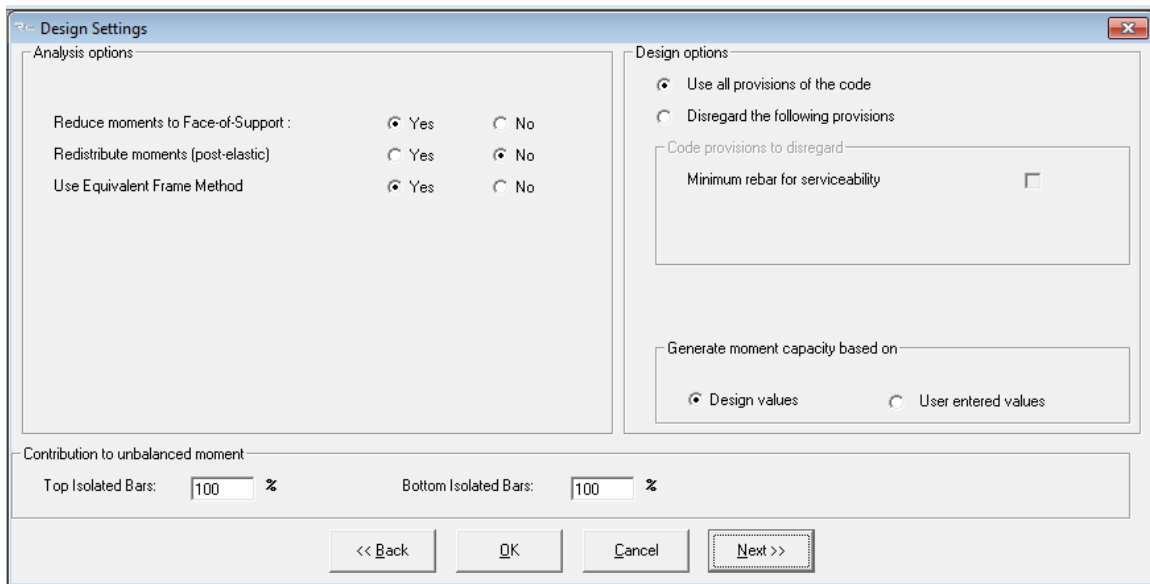 Design Settings
Analysis options
Reduce moments to Face-of-Support :
Yes
No
Redistribute moments (post-elastic)
Yes
No
Use Equivalent Frame Method
Yes
No
Design options
Use all provisions of the code
Disregard the following provisions
Code provisions to disregard
Minimum rebar for serviceability
Generate moment capacity based on
Design values
User entered values
Contribution to unbalanced moment
Top Isolated Bars: 100 %
Bottom Isolated Bars: 100 %
<< Back
OK
Cancel
Next >>